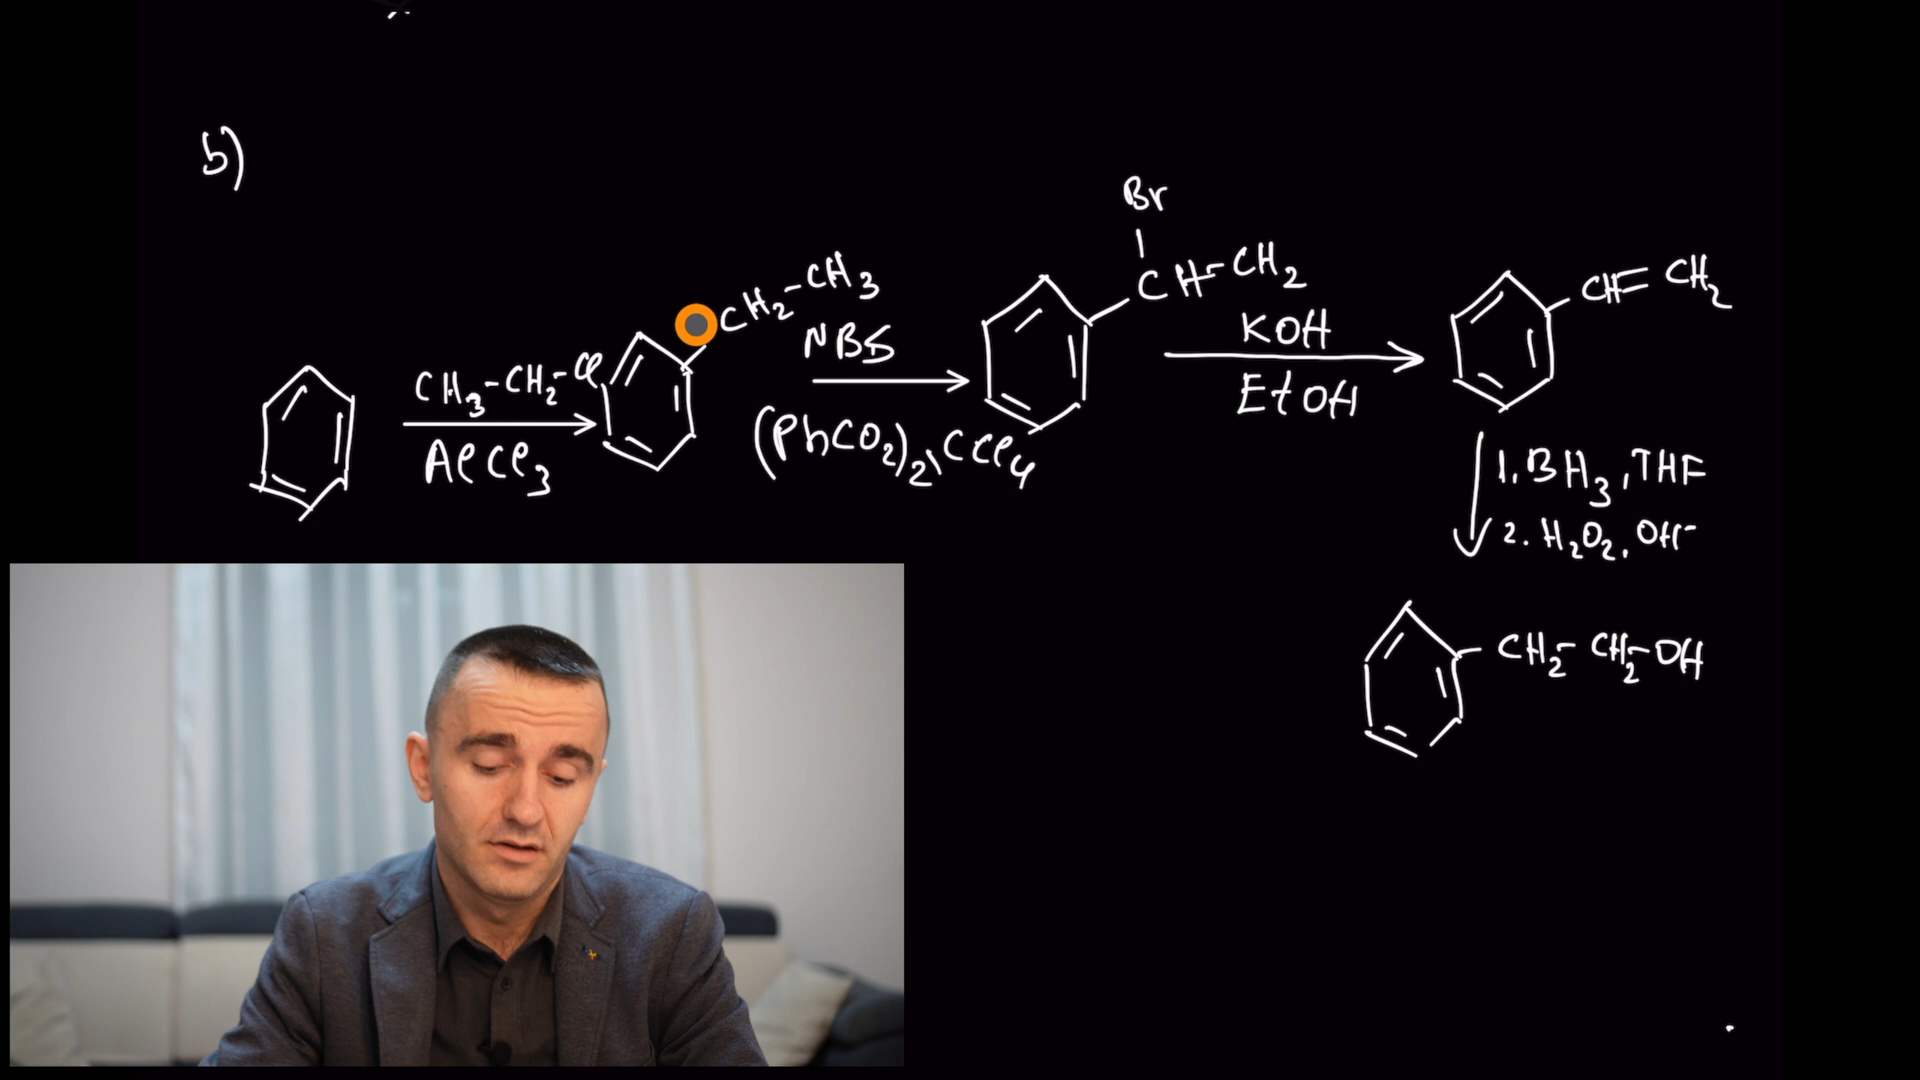 b)
CH3-CH2-Cl
AlCl3
CH2-CH3
NBS
(PhCO2)2, CCl4
Br
CH-CH2
KOH
EtOH
CH=CH2
1. BH3, THF
2. H2O2, OH-
CH2-CH2-OH